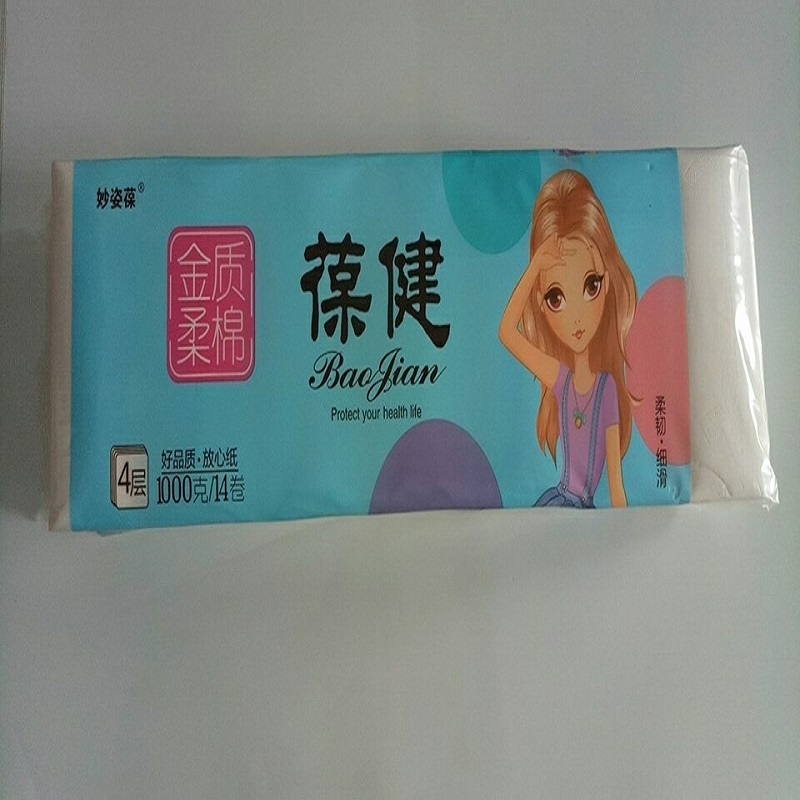 妙姿葆®
金质
柔棉
葆健
BaoJian
Protect your health life
4层
好品质·放心纸
1000克/14卷
柔韧·细滑